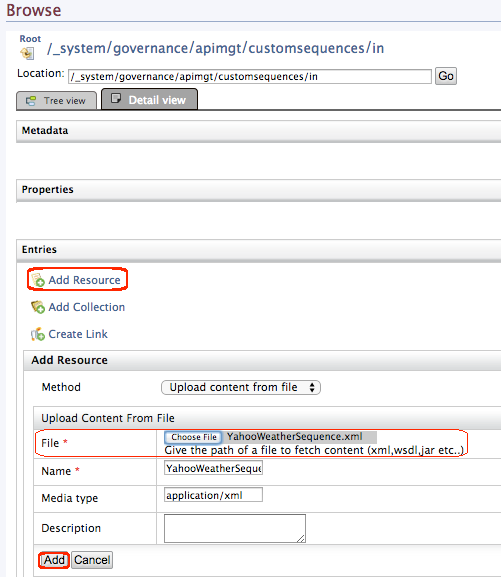 Browse
Root
/_system/governance/apimgt/customsequences/in
Location: /_system/governance/apimgt/customsequences/in Go
Tree view Detail view
Metadata
Properties
Entries
Add Resource
Add Collection
Create Link
Add Resource
Method Upload content from file
Upload Content From File
File * Choose File YahooWeatherSequence.xml
Give the path of a file to fetch content (xml,wsdl,jar etc..)
Name * YahooWeatherSeque
Media type application/xml
Description
Add Cancel